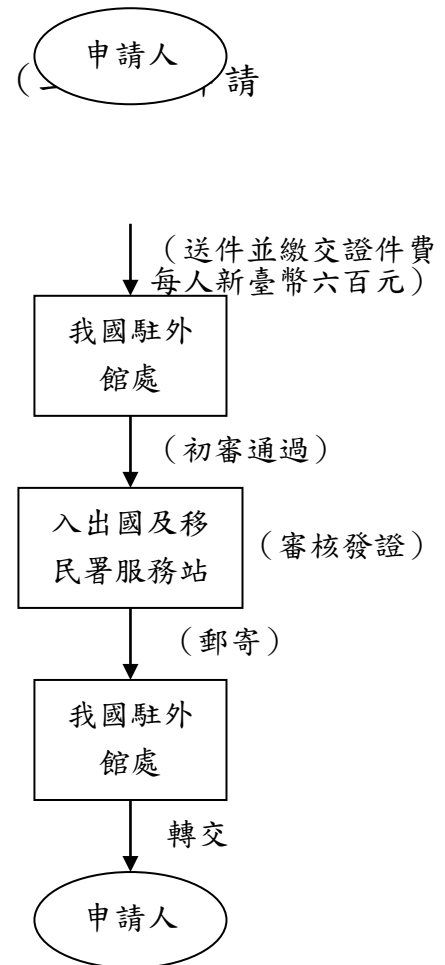 申請人
（
請
（送件並繳交證件費
每人新臺幣六百元）
我國駐外
館處
（初審通過）
入出國及移
民署服務站
（審核發證）
（郵寄）
我國駐外
館處
轉交
申請人